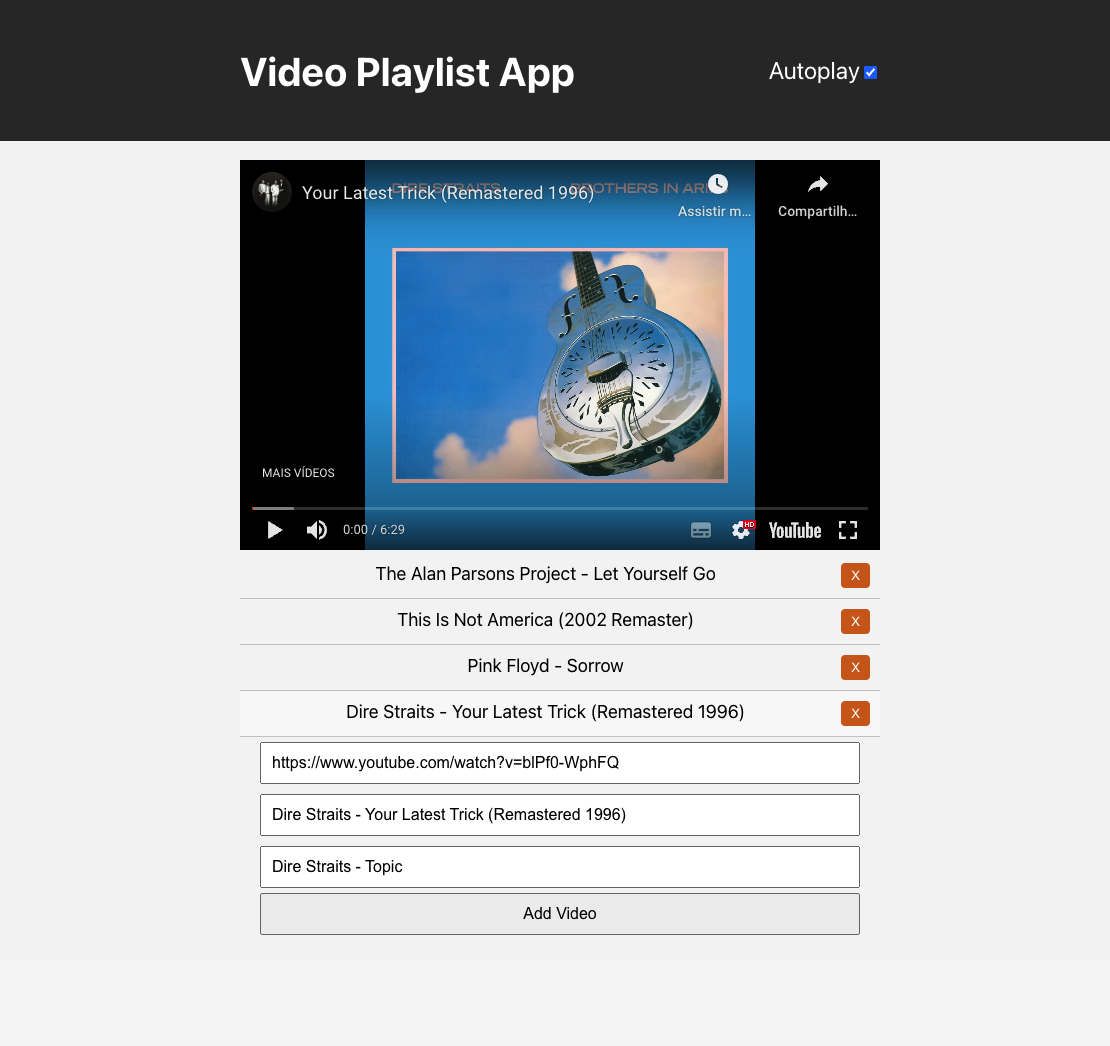 Video Playlist App
Autoplay
DIRE STRAITS
BROTHERS IN AR
Your Latest Trick (Remastered 1996)
Assistir m…
Compartilh…
MAIS VÍDEOS
0:00 / 6:29
HD
YouTube
The Alan Parsons Project - Let Yourself Go
X
This Is Not America (2002 Remaster)
X
Pink Floyd - Sorrow
X
Dire Straits - Your Latest Trick (Remastered 1996)
X
https://www.youtube.com/watch?v=blPf0-WphFQ
Dire Straits - Your Latest Trick (Remastered 1996)
Dire Straits - Topic
Add Video